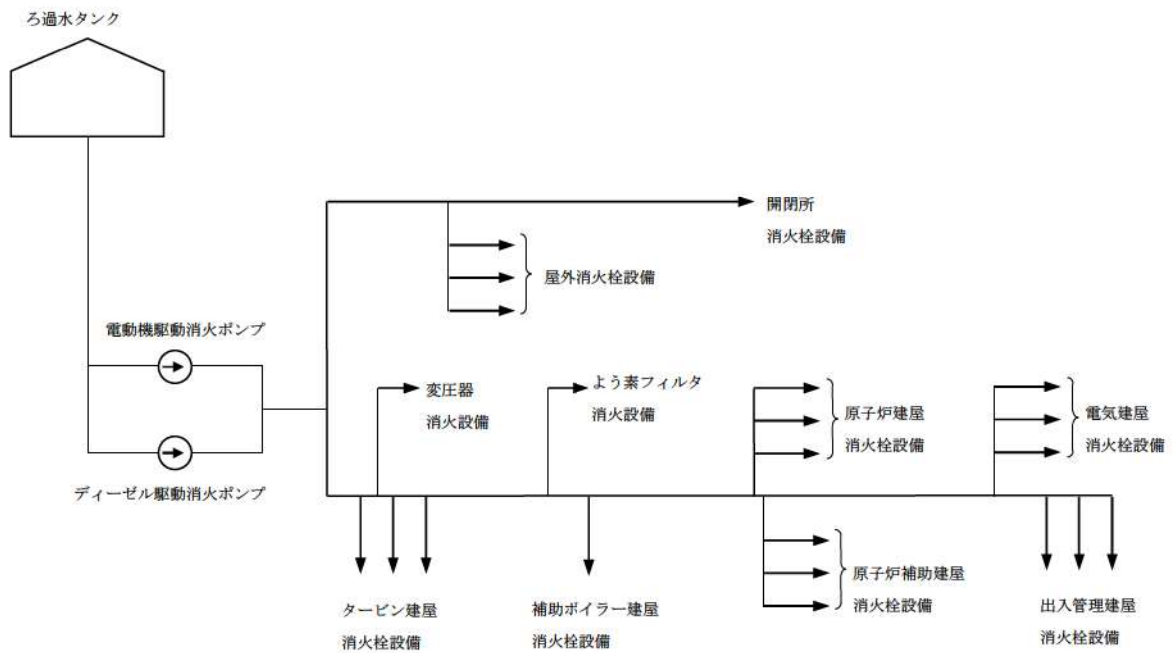 ろ過水タンク
開閉所
消火栓設備
屋外消火栓設備
電動機駆動消火ポンプ
ディーゼル駆動消火ポンプ
変圧器
消火設備
よう素フィルタ
消火設備
原子炉建屋
消火栓設備
電気建屋
消火栓設備
タービン建屋
消火栓設備
補助ボイラー建屋
消火栓設備
原子炉補助建屋
消火栓設備
出入管理建屋
消火栓設備